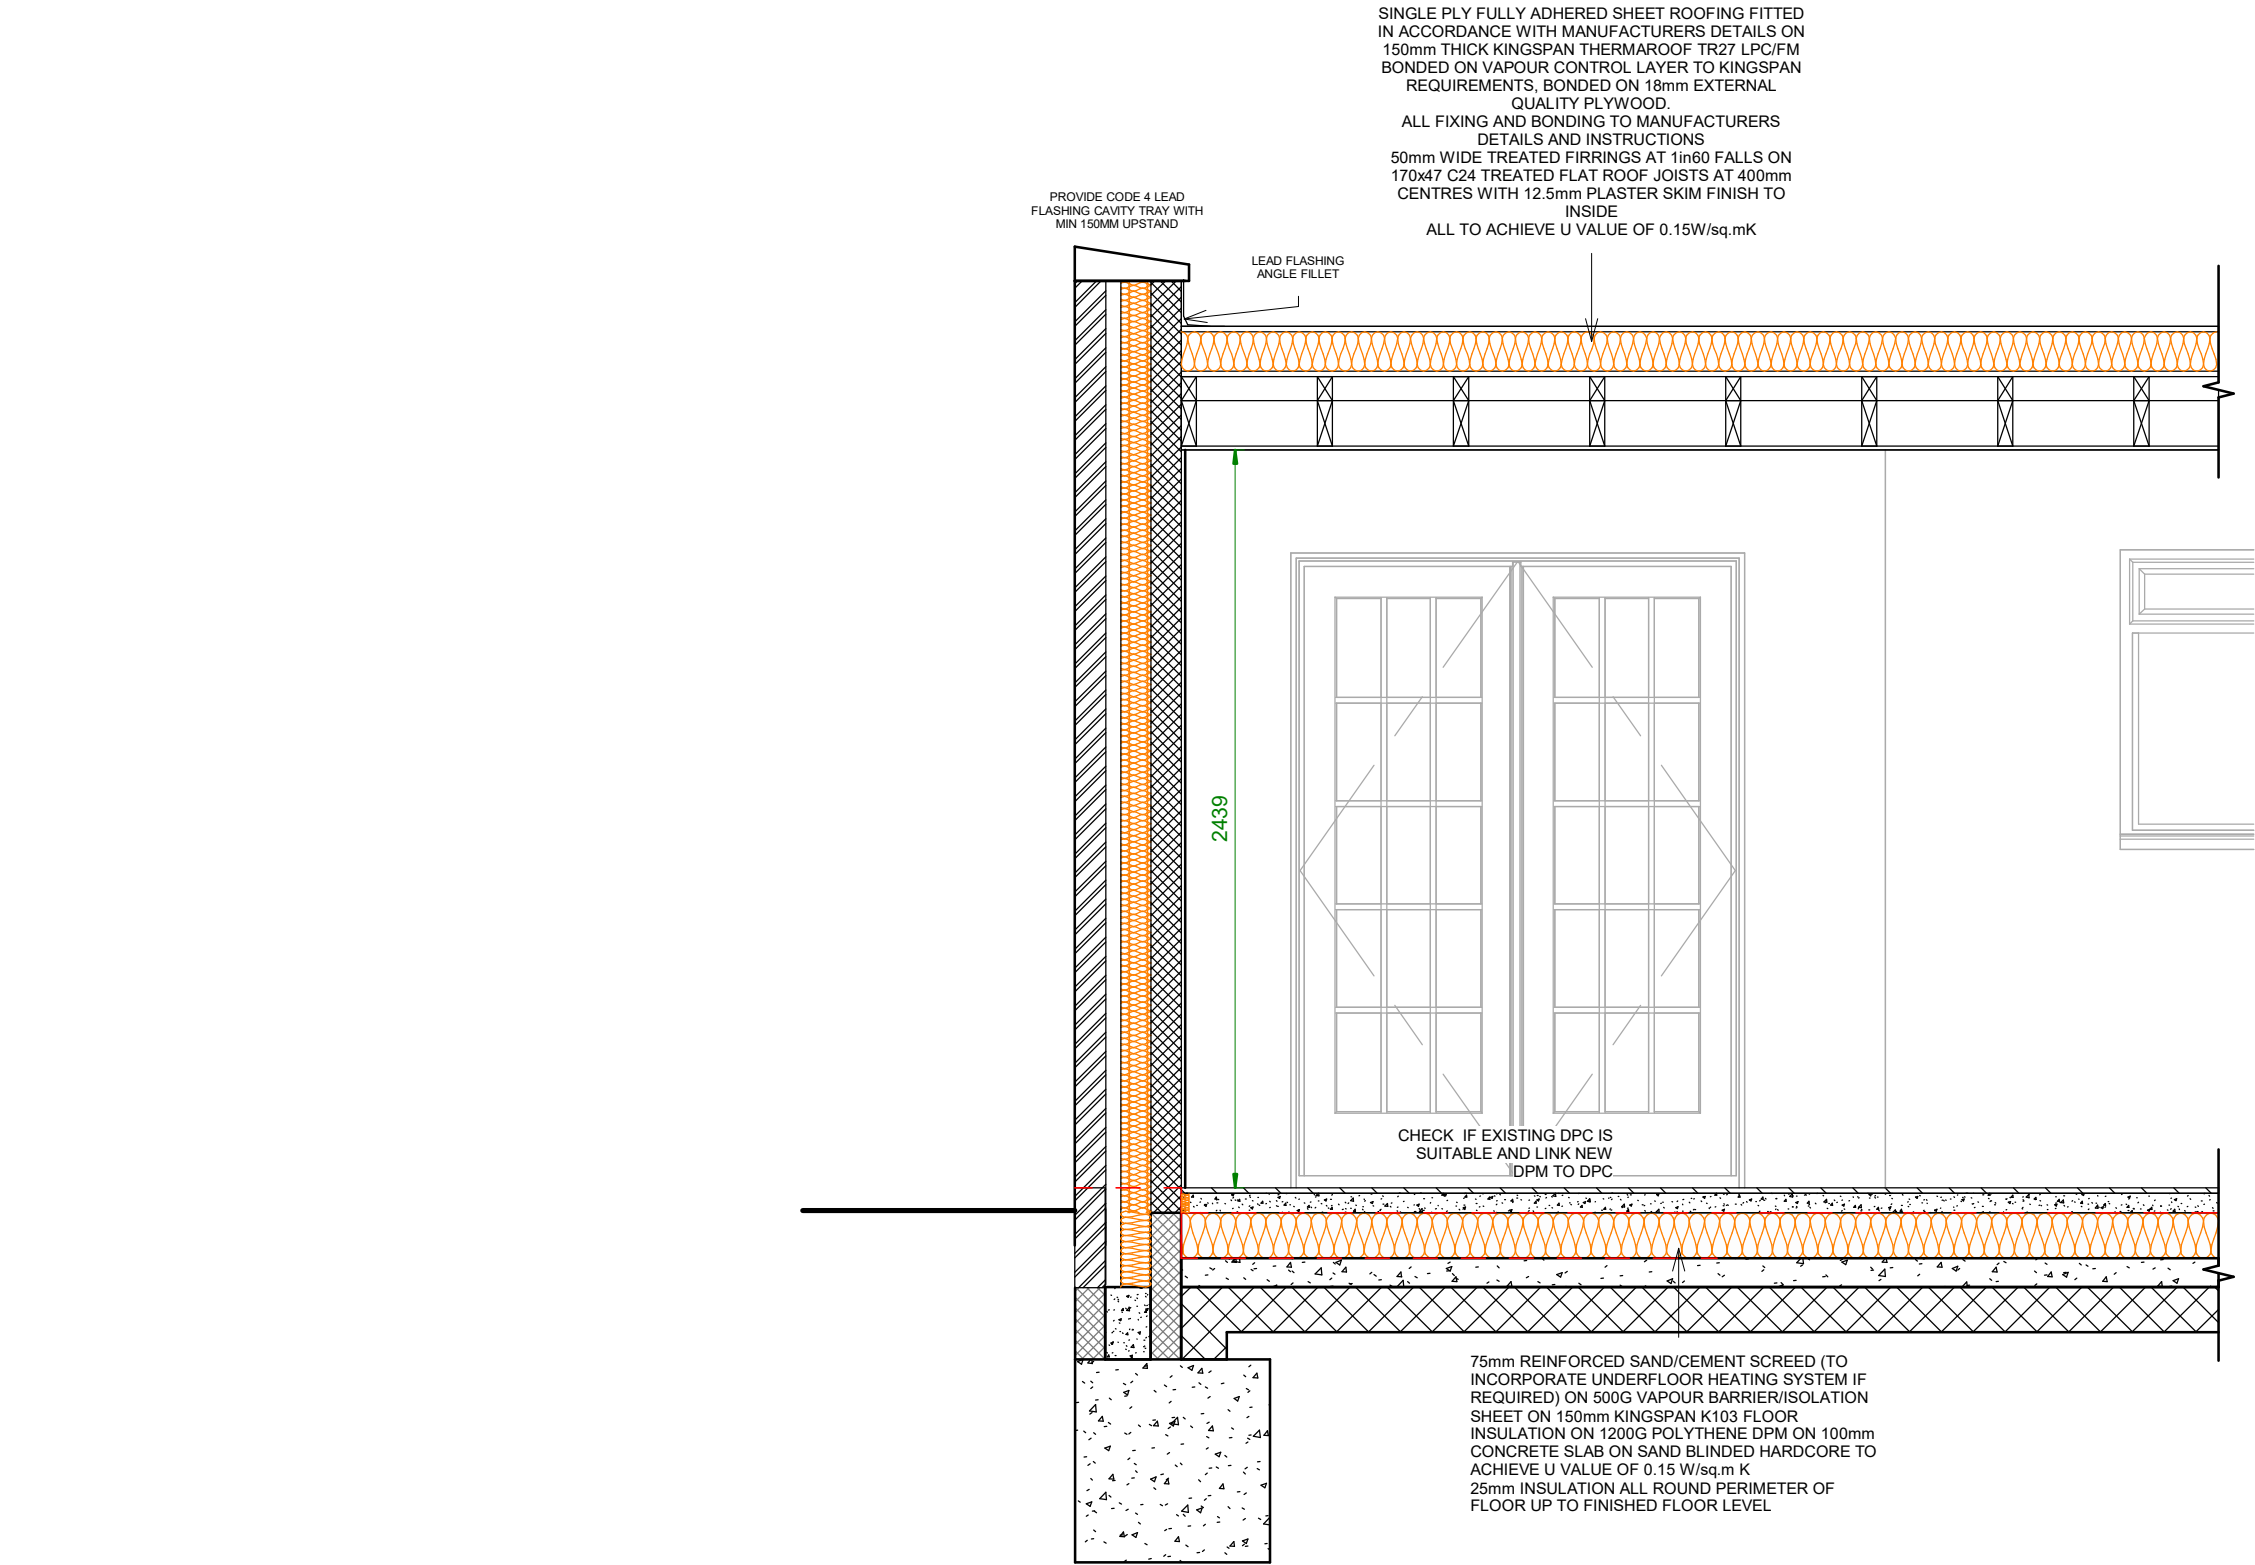 SINGLE PLY FULLY ADHERED SHEET ROOFING FITTED
IN ACCORDANCE WITH MANUFACTURERS DETAILS ON
150mm THICK KINGSPAN THERMAROOF TR27 LPC/FM
BONDED ON VAPOUR CONTROL LAYER TO KINGSPAN
REQUIREMENTS, BONDED ON 18mm EXTERNAL
QUALITY PLYWOOD.
ALL FIXING AND BONDING TO MANUFACTURERS
DETAILS AND INSTRUCTIONS
50mm WIDE TREATED FIRRINGS AT 1in60 FALLS ON
170x47 C24 TREATED FLAT ROOF JOISTS AT 400mm
CENTRES WITH 12.5mm PLASTER SKIM FINISH TO
INSIDE
ALL TO ACHIEVE U VALUE OF 0.15W/sq.mK
PROVIDE CODE 4 LEAD
FLASHING CAVITY TRAY WITH
MIN 150MM UPSTAND
LEAD FLASHING
ANGLE FILLET
2439
CHECK  IF EXISTING DPC IS
SUITABLE AND LINK NEW
DPM TO DPC
75mm REINFORCED SAND/CEMENT SCREED (TO
INCORPORATE UNDERFLOOR HEATING SYSTEM IF
REQUIRED) ON 500G VAPOUR BARRIER/ISOLATION
SHEET ON 150mm KINGSPAN K103 FLOOR
INSULATION ON 1200G POLYTHENE DPM ON 100mm
CONCRETE SLAB ON SAND BLINDED HARDCORE TO
ACHIEVE U VALUE OF 0.15 W/sq.m K
25mm INSULATION ALL ROUND PERIMETER OF
FLOOR UP TO FINISHED FLOOR LEVEL